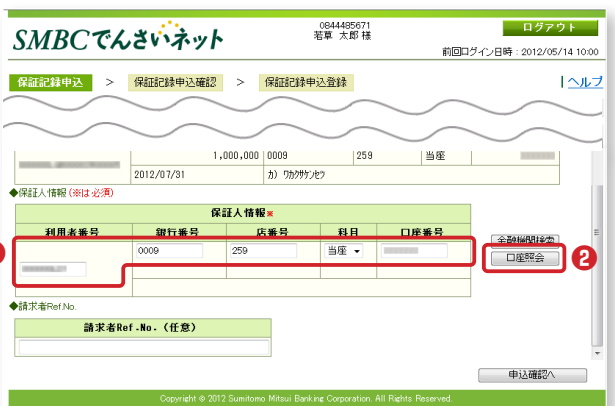 SMBCでんさいネット
0844485671
若草 太郎 様
ログアウト
前回ログイン日時：2012/05/14 10:00
保証記録申込 > 保証記録申込確認 > 保証記録申込登録
ヘルプ
1,000,000 0009 259 当座
2012/07/31 カ）ワカクサケンセツ
◆保証人情報（※は必須）
保証人情報※
利用者番号 銀行番号 店番号 科目 口座番号
金融機関検索
0009 259 当座
口座照会 2
◆請求者Ref.No.
請求者Ref.No.（任意）
申込確認へ
Copyright © 2012 Sumitomo Mitsui Banking Corporation. All Rights Reserved.